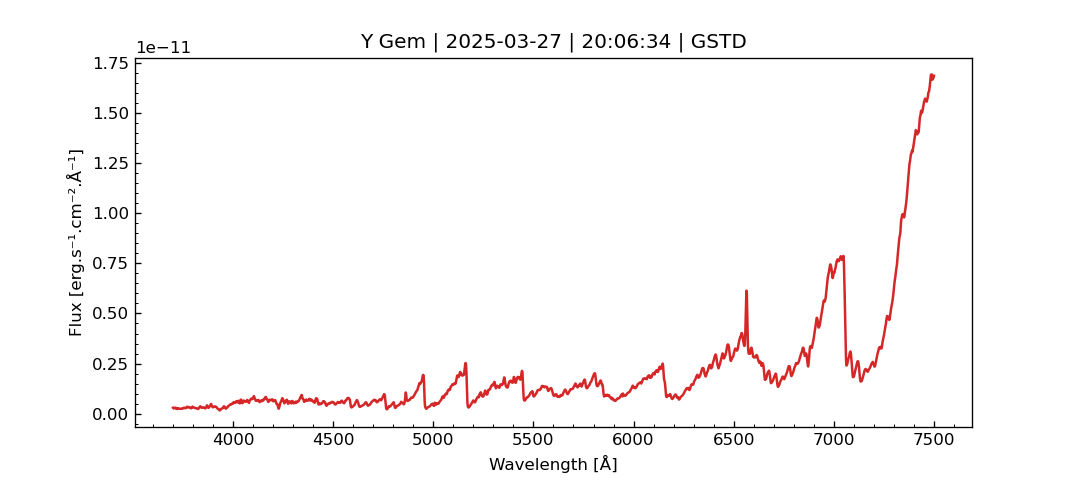 Y Gem | 2025-03-27 | 20:06:34 | GSTD
1e−11
1.75
1.50
1.25
1.00
0.75
0.50
0.25
0.00
Flux [erg.s⁻¹.cm⁻².Å⁻¹]
4000 4500 5000 5500 6000 6500 7000 7500
Wavelength [Å]